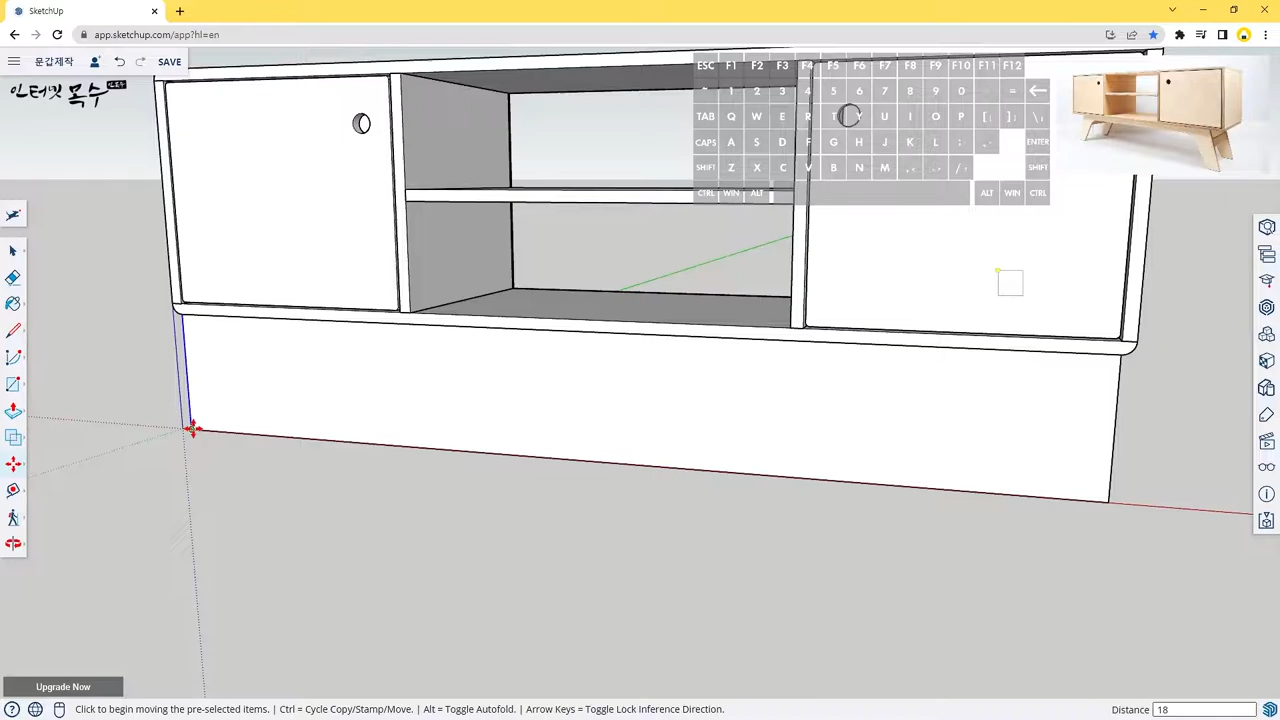 SketchUp
app.sketchup.com/app?hl=en
문갑제작
SAVE
인터넷 목수
ESC F1 F2 F3 F4 F5 F6 F7 F8 F9 F10 F11 F12
~ 1 2 3 4 5 6 7 8 9 0 - =
TAB Q W E R T Y U I O P [ ] \
CAPS A S D F G H J K L ENTER
SHIFT Z X C V B N M SHIFT
CTRL WIN ALT ALT WIN CTRL
Upgrade Now
Click to begin moving the pre-selected items. | Ctrl = Cycle Copy/Stamp/Move. | Alt = Toggle Autofold. | Arrow Keys = Toggle Lock Inference Direction.
Distance 18